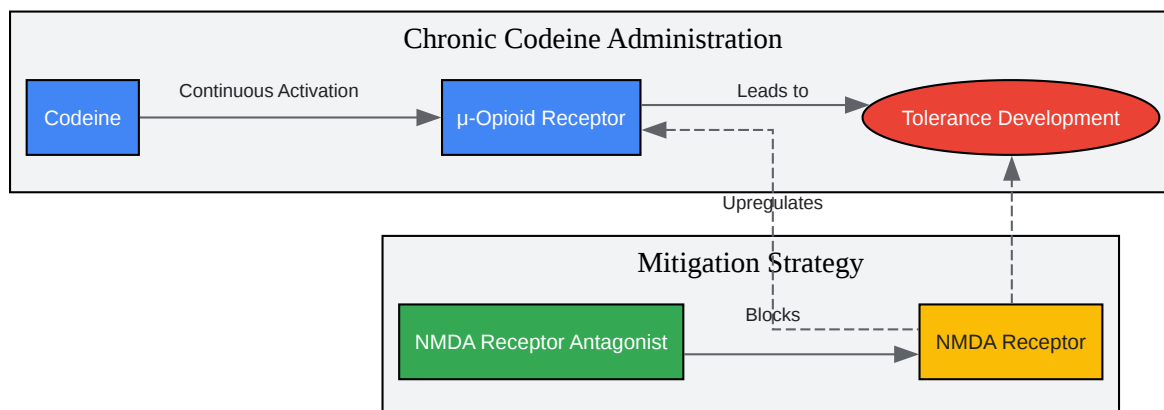 Chronic Codeine Administration
Codeine
Continuous Activation
μ-Opioid Receptor
Leads to
Tolerance Development
Upregulates
Mitigation Strategy
NMDA Receptor Antagonist
Blocks
NMDA Receptor